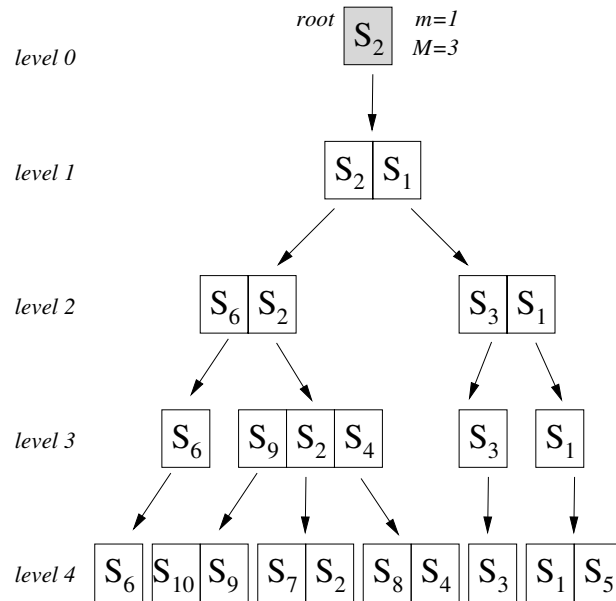 root S₂ m=1
level 0 M=3
level 1 S₂ S₁
level 2 S₆ S₂ S₃ S₁
level 3 S₆ S₉ S₂ S₄ S₃ S₁
level 4 S₆ S₁₀ S₉ S₇ S₂ S₈ S₄ S₃ S₁ S₅